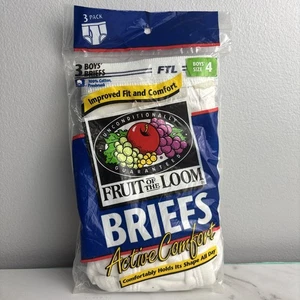 3 PACK
3 BOYS' BRIEFS
100% Cotton,
FTL
BOYS SIZE 4
Improved Fit and Comfort
UNCONDITIONALLY
GUARANTEED
FRUIT OF THE LOOM
BRIEFS
Active Comfort
Comfortably Holds Its Shape All Day